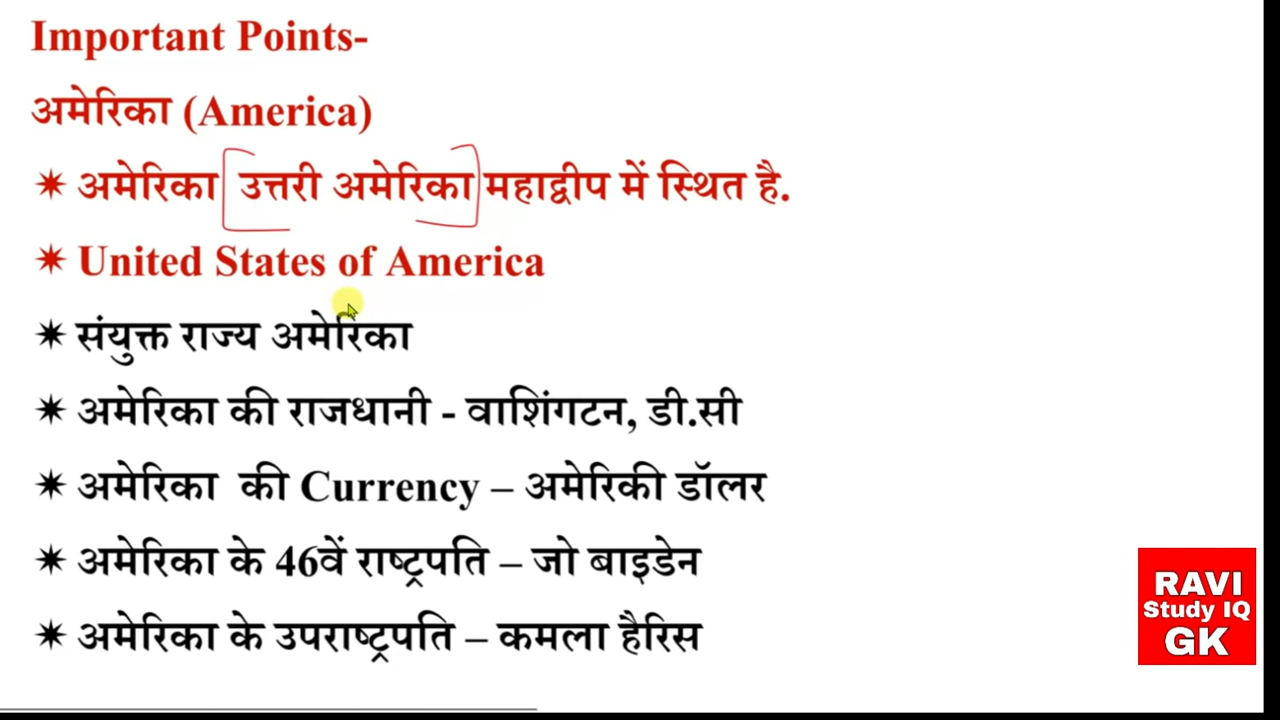 Important Points-
अमेरिका (America)
✷ अमेरिका उत्तरी अमेरिका महाद्वीप में स्थित है.
✷ United States of America
✷ संयुक्त राज्य अमेरिका
✷ अमेरिका की राजधानी - वाशिंगटन, डी.सी
✷ अमेरिका की Currency – अमेरिकी डॉलर
✷ अमेरिका के 46वें राष्ट्रपति – जो बाइडेन
✷ अमेरिका के उपराष्ट्रपति – कमला हैरिस
RAVI
Study IQ
GK